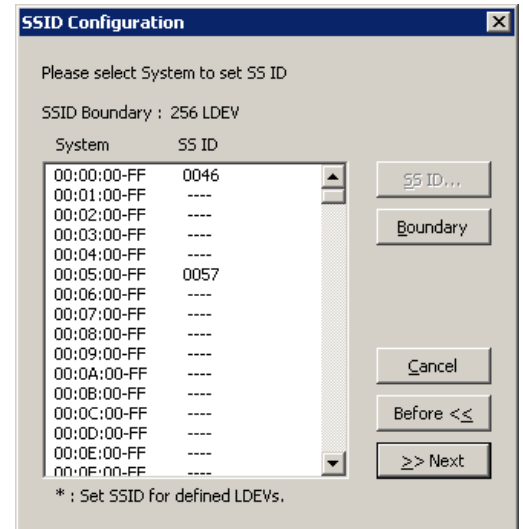 SSID Configuration
Please select System to set SS ID
SSID Boundary : 256 LDEV
System SS ID
00:00:00-FF 0046
00:01:00-FF ----
00:02:00-FF ----
00:03:00-FF ----
00:04:00-FF ----
00:05:00-FF 0057
00:06:00-FF ----
00:07:00-FF ----
00:08:00-FF ----
00:09:00-FF ----
00:0A:00-FF ----
00:0B:00-FF ----
00:0C:00-FF ----
00:0D:00-FF ----
00:0E:00-FF ----
00:0F:00-FF ----
SS ID...
Boundary
Cancel
Before <<
>> Next
* : Set SSID for defined LDEVs.